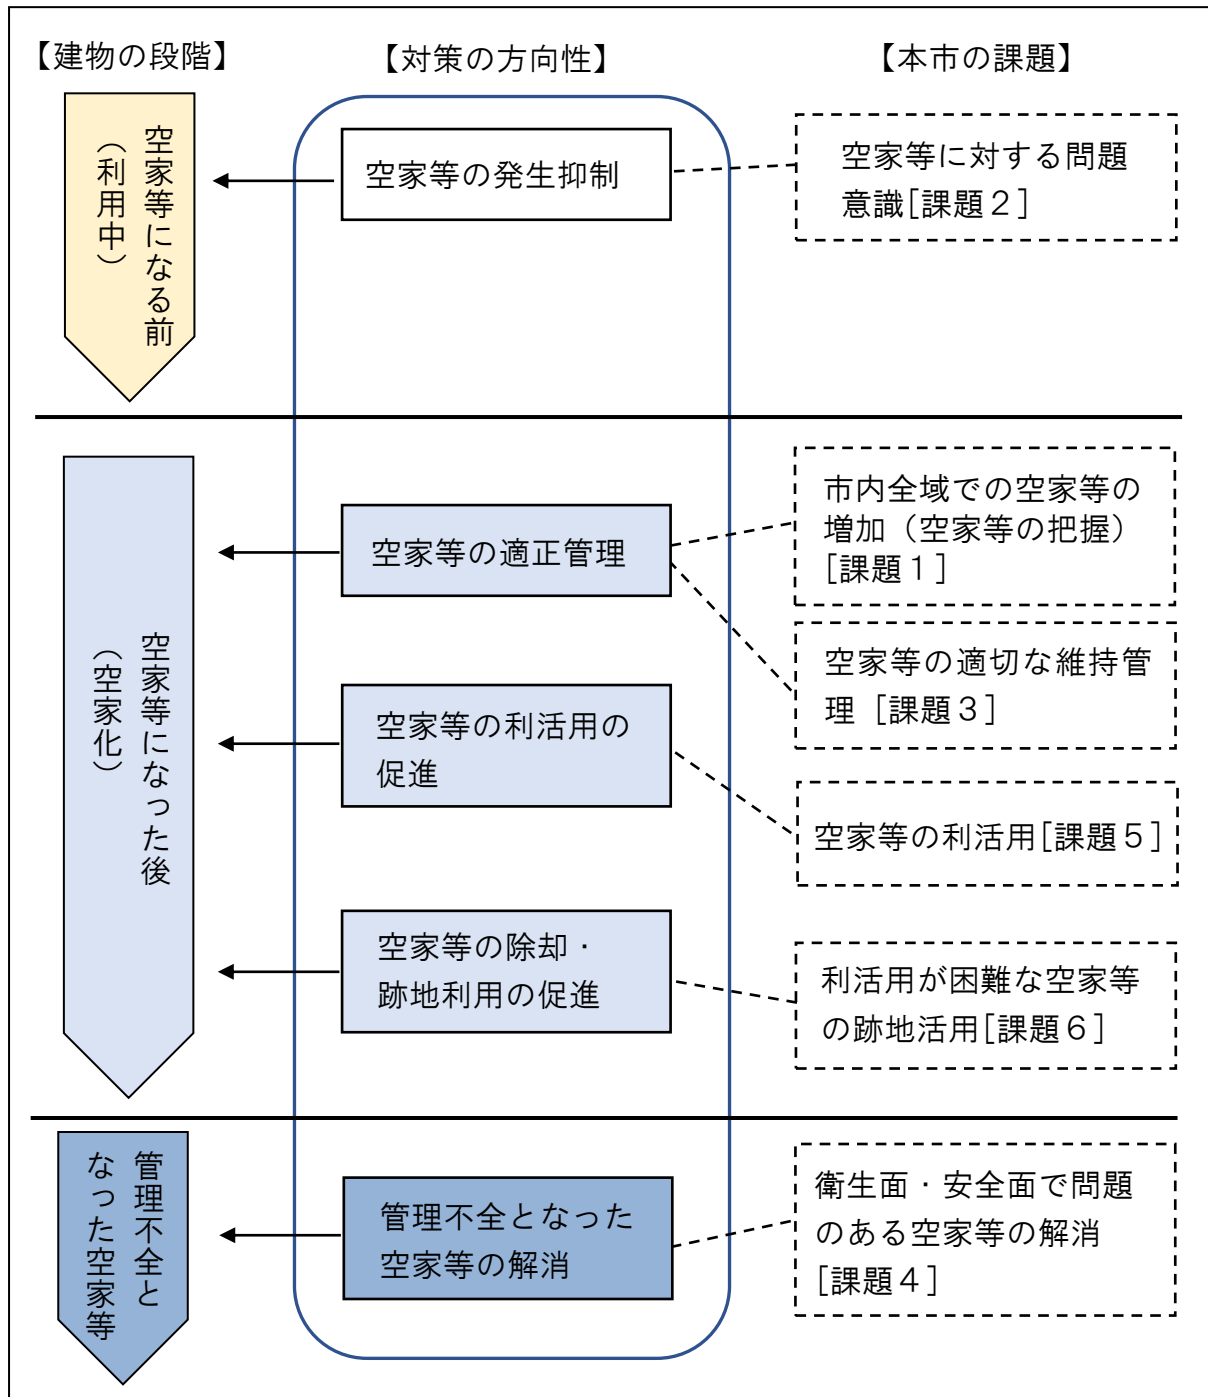 【建物の段階】
【対策の方向性】
【本市の課題】
空家等になる前
（利用中）
空家等の発生抑制
空家等に対する問題
意識[課題２]
空家等になった後
（空家化）
空家等の適正管理
市内全域での空家等の
増加（空家等の把握）
[課題１]
空家等の適切な維持管
理［課題３］
空家等の利活用の
促進
空家等の利活用[課題５]
空家等の除却・
跡地利用の促進
利活用が困難な空家等
の跡地活用[課題６]
管理不全と
なった空家等
管理不全となった
空家等の解消
衛生面・安全面で問題
のある空家等の解消
[課題４]